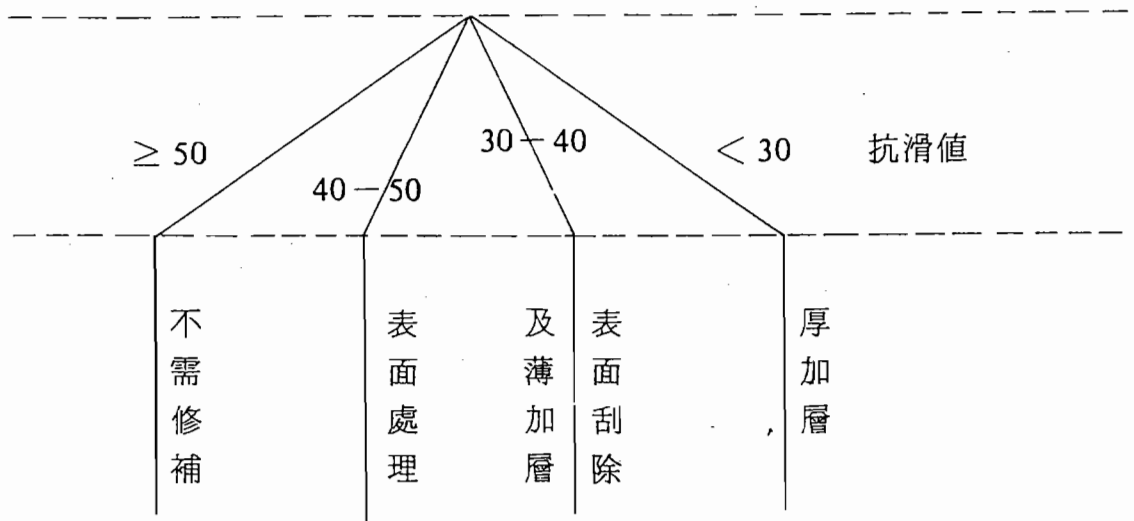 ≥ 50
40 — 50
30 — 40
< 30
抗滑值
不需修補
表面處理
表面刮除
及薄加層
厚加層